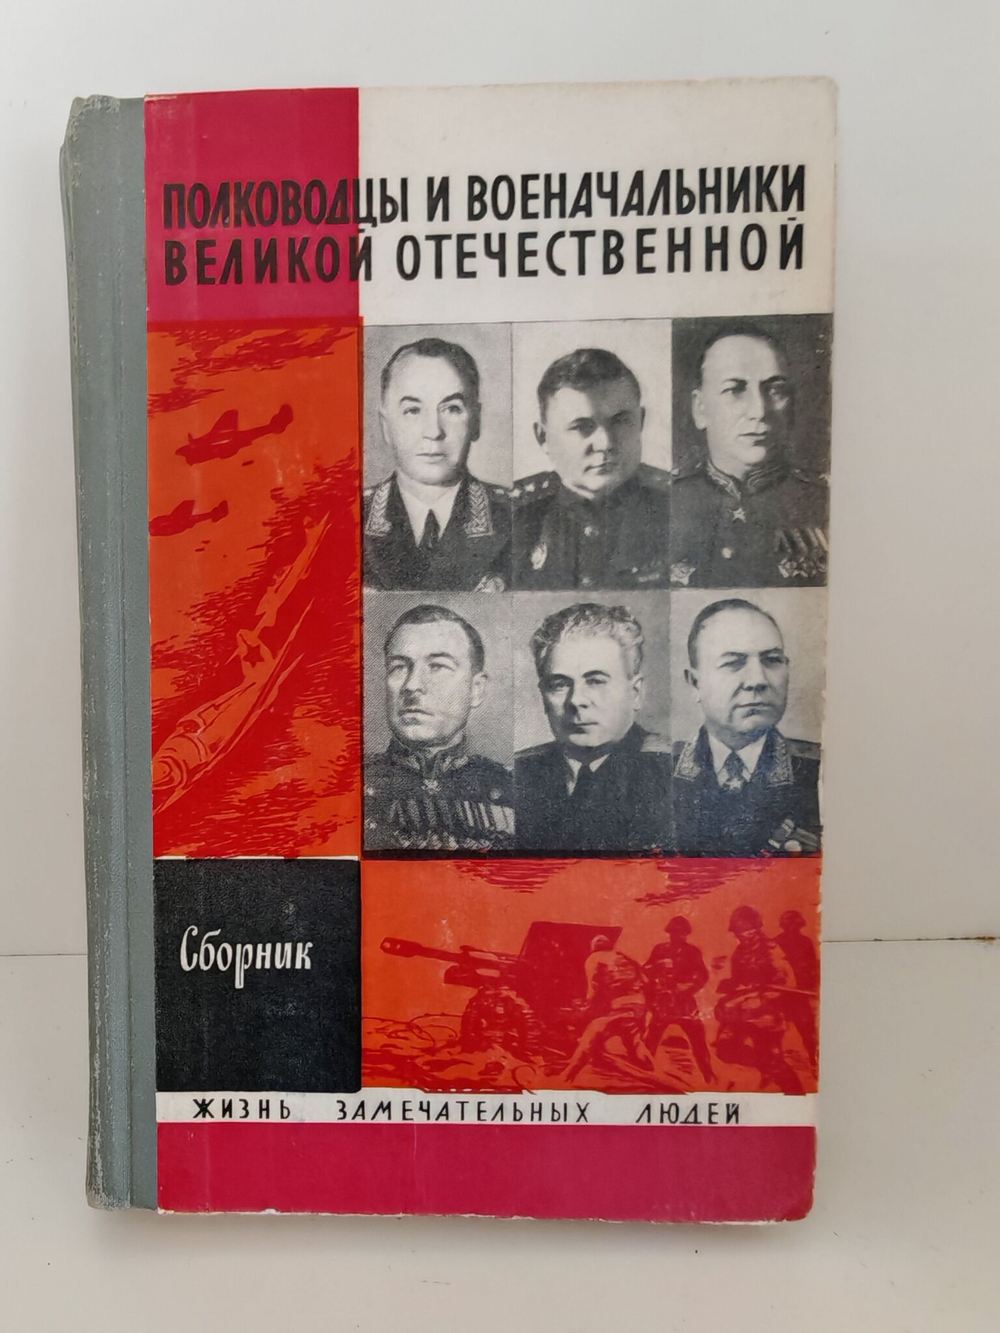 ПОЛКОВОДЦЫ И ВОЕНАЧАЛЬНИКИ
ВЕЛИКОЙ ОТЕЧЕСТВЕННОЙ
Сборник
ЖИЗНЬ ЗАМЕЧАТЕЛЬНЫХ ЛЮДЕЙ